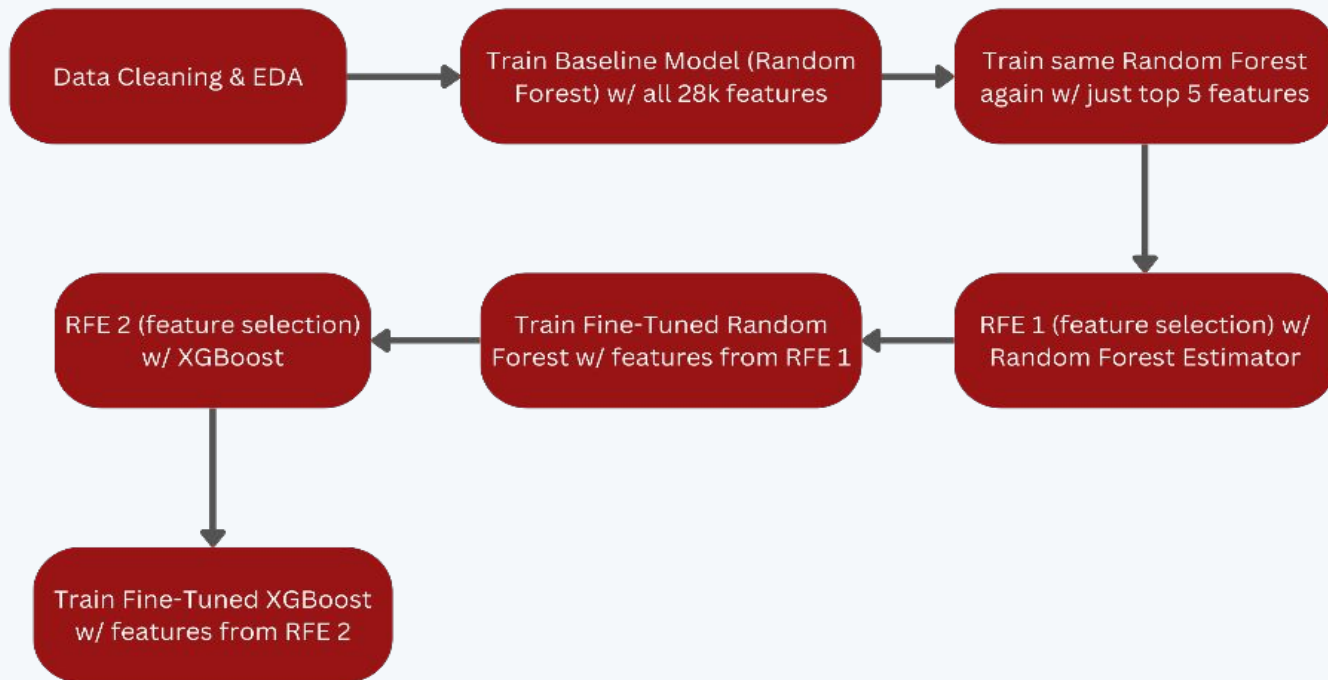 Data Cleaning & EDA
Train Baseline Model (Random
Forest) w/ all 28k features
Train same Random Forest
again w/ just top 5 features
RFE 1 (feature selection) w/
Random Forest Estimator
Train Fine-Tuned Random
Forest w/ features from RFE 1
RFE 2 (feature selection)
w/ XGBoost
Train Fine-Tuned XGBoost
w/ features from RFE 2